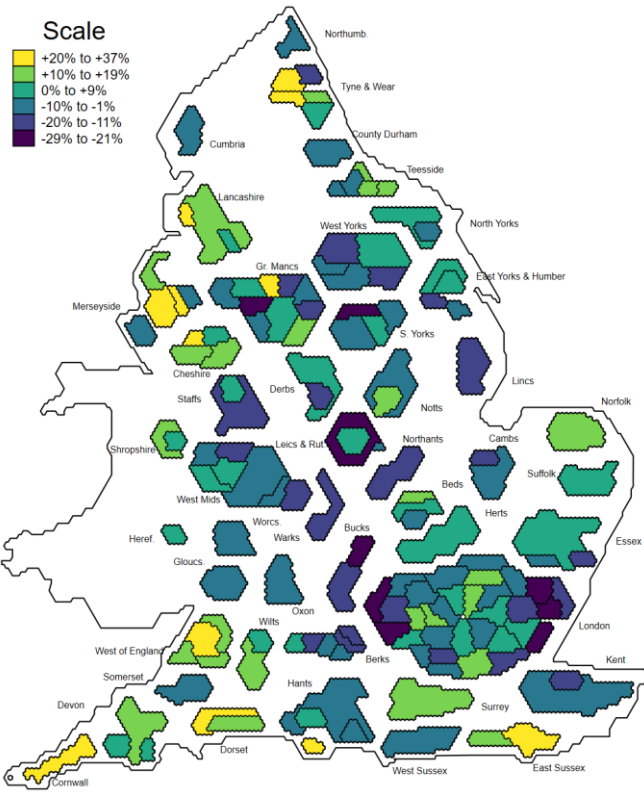 Scale
+20% to +37%
+10% to +19%
0% to +9%
-10% to -1%
-20% to -11%
-29% to -21%
Northumb.
Tyne & Wear
County Durham
Cumbria
Teesside
Lancashire
North Yorks
West Yorks
Gr. Mancs
East Yorks & Humber
Merseyside
S. Yorks
Cheshire
Lincs
Derbs
Staffs
Notts
Norfolk
Shropshire
Leics & Rut
Northants
Cambs
Suffolk
Beds
West Mids
Herts
Worcs.
Bucks
Heref.
Warks
Essex
Gloucs.
Oxon
Wilts
London
West of England
Berks
Kent
Somerset
Hants
Devon
Surrey
Dorset
West Sussex
East Sussex
Cornwall